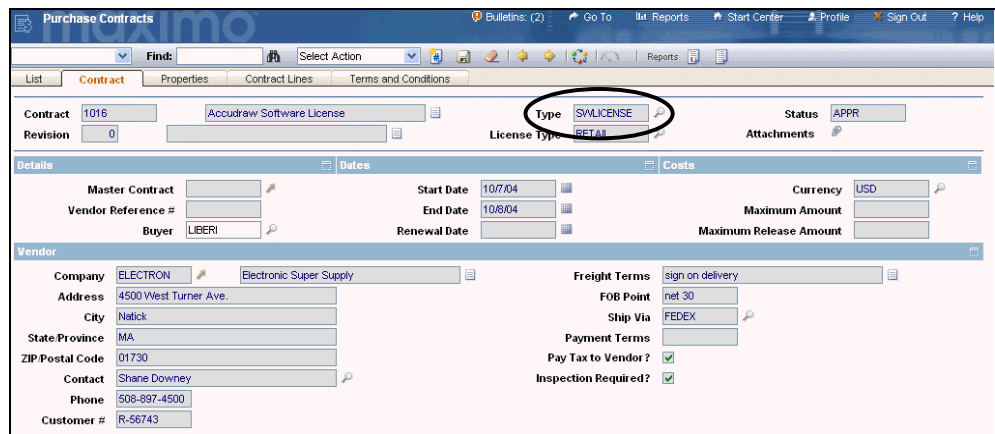 Purchase Contracts
maximo
Bulletins: (2) Go To Reports Start Center Profile Sign Out ? Help
Find: Select Action Reports
List Contract Properties Contract Lines Terms and Conditions
Contract 1016 Accudraw Software License Type SWLICENSE Status APPR
Revision 0 License Type RETAIL Attachments
Details Dates Costs
Master Contract Start Date 10/7/04 Currency USD
Vendor Reference # End Date 10/8/04 Maximum Amount
Buyer LIBERI Renewal Date Maximum Release Amount
Vendor
Company ELECTRON Electronic Super Supply Freight Terms sign on delivery
Address 4500 West Turner Ave. FOB Point net 30
City Natick Ship Via FEDEX
State/Province MA Payment Terms
ZIP/Postal Code 01730 Pay Tax to Vendor?
Contact Shane Downey Inspection Required?
Phone 508-897-4500
Customer # R-56743